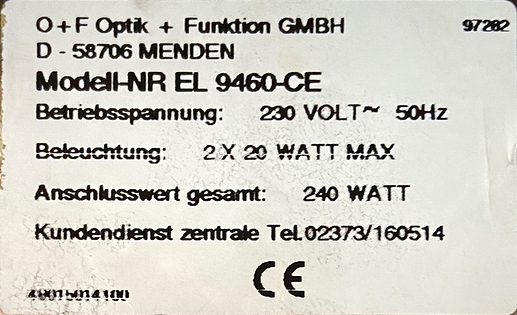 O + F Optik + Funktion GMBH 97282
D - 58706 MENDEN
Modell-NR EL 9460-CE
Betriebsspannung: 230 VOLT~ 50Hz
Beleuchtung: 2 X 20 WATT MAX
Anschlusswert gesamt: 240 WATT
Kundendienst zentrale Tel.02373/160514
CE